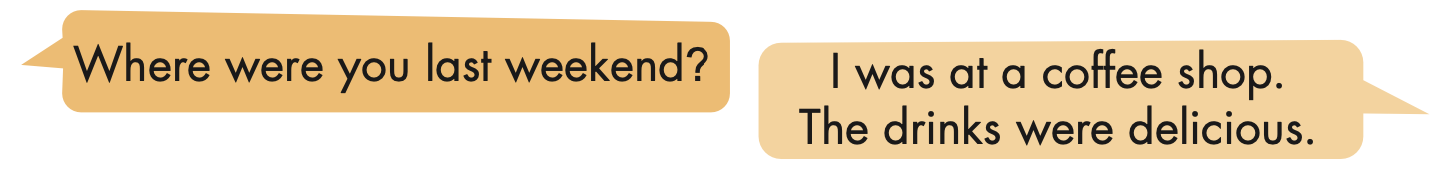 Where were you last weekend?
I was at a coffee shop.
The drinks were delicious.